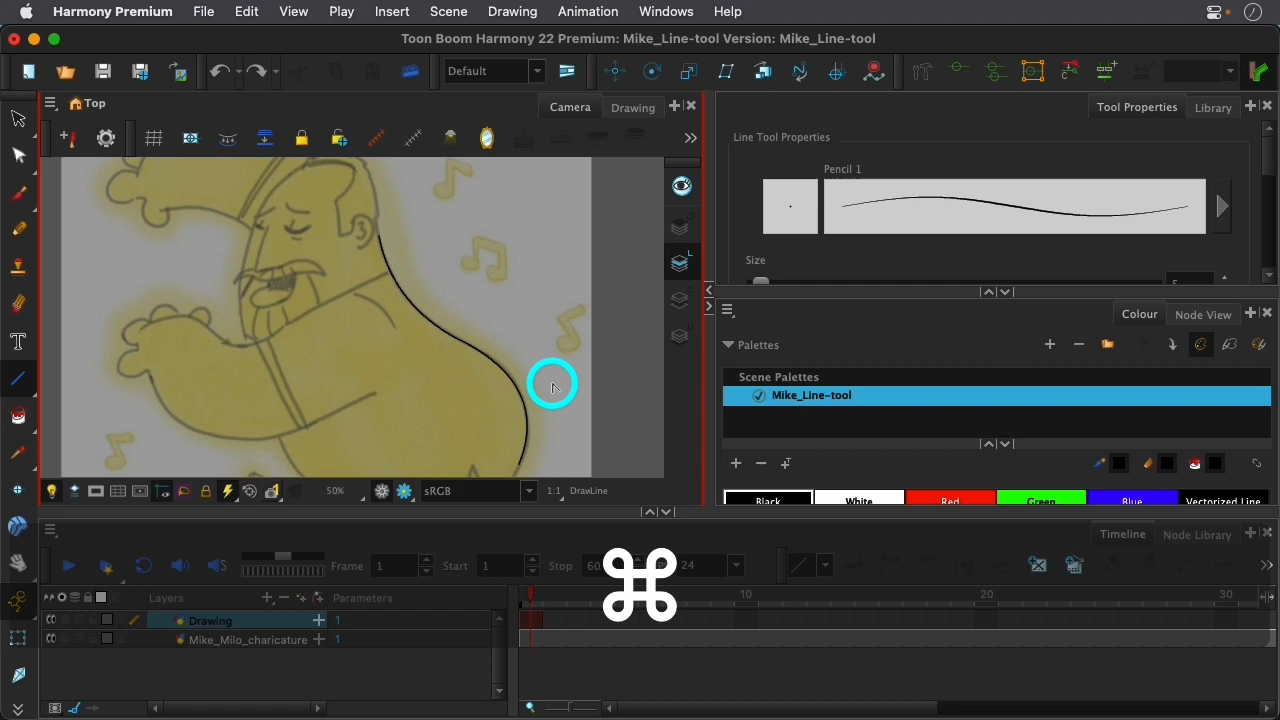 Harmony Premium File Edit View Play Insert Scene Drawing Animation Windows Help
Toon Boom Harmony 22 Premium: Mike_Line-tool Version: Mike_Line-tool
Default
Top
Camera
Drawing
Tool Properties
Library
Line Tool Properties
Pencil 1
Size
5
Colour
Node View
Palettes
Scene Palettes
Mike_Line-tool
50%
sRGB
1:1 DrawLine
Black
White
Red
Green
Blue
Vectorized Line
Timeline
Node Library
Frame 1
Start 1
Stop 60
24
Layers
Parameters
10
20
30
Drawing
1
Mike_Milo_charicature
1